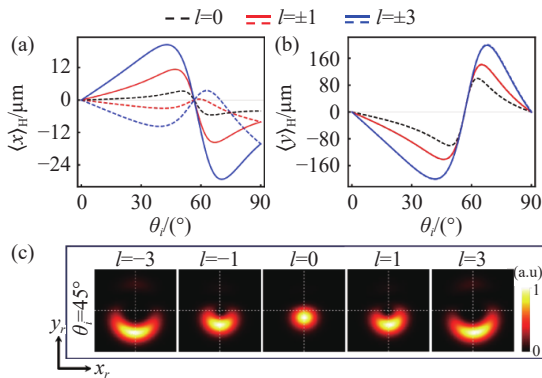 l=0 l=±1 l=±3
(a) (b)
⟨x⟩H/μm
12
0
−12
−24
0 30 60 90
θi/(°)
⟨y⟩H/μm
160
80
0
−80
−160
0 30 60 90
θi/(°)
(c) l=−3 l=−1 l=0 l=1 l=3 (a.u)
θi=45°
1
0
yr
xr